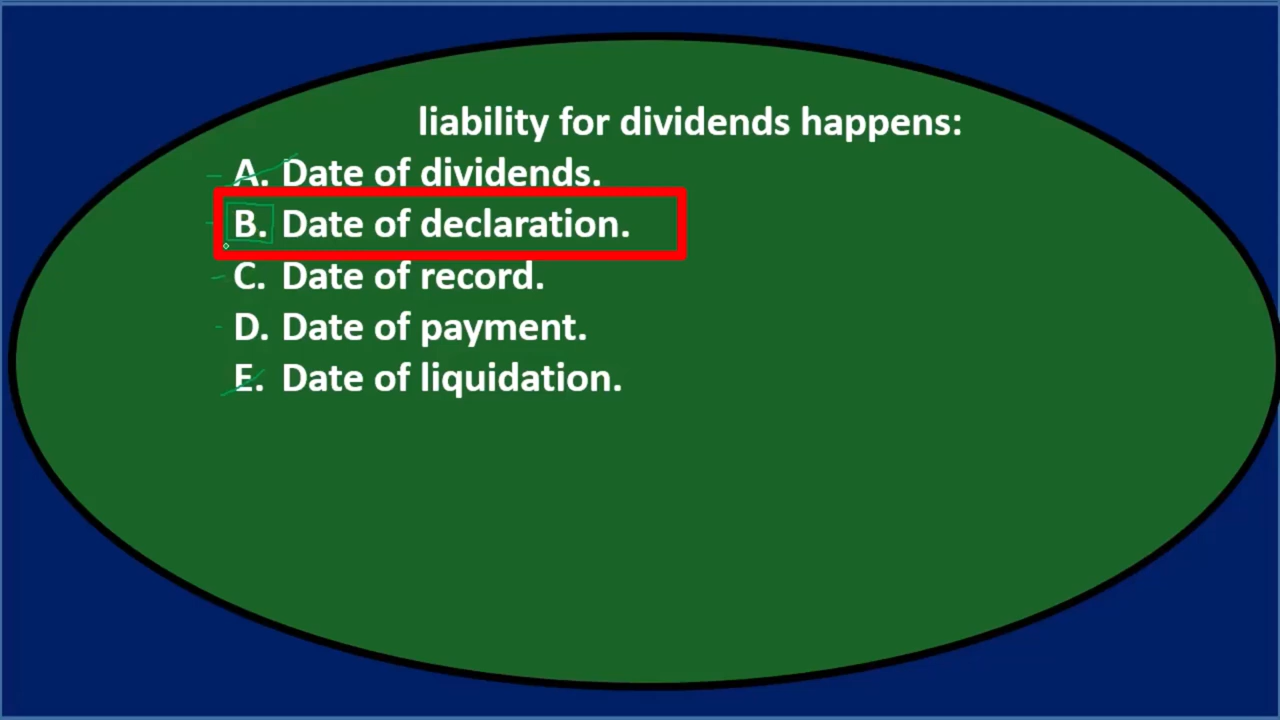 liability for dividends happens:
A. Date of dividends.
B. Date of declaration.
C. Date of record.
D. Date of payment.
E. Date of liquidation.